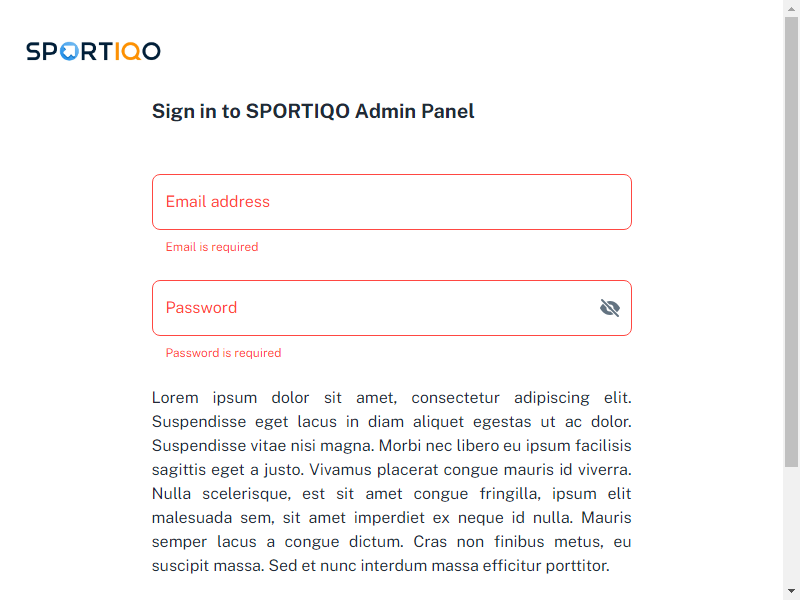 SPORTIQO
Sign in to SPORTIQO Admin Panel
Email address
Email is required
Password
Password is required
Lorem ipsum dolor sit amet, consectetur adipiscing elit.
Suspendisse eget lacus in diam aliquet egestas ut ac dolor.
Suspendisse vitae nisi magna. Morbi nec libero eu ipsum facilisis
sagittis eget a justo. Vivamus placerat congue mauris id viverra.
Nulla scelerisque, est sit amet congue fringilla, ipsum elit
malesuada sem, sit amet imperdiet ex neque id nulla. Mauris
semper lacus a congue dictum. Cras non finibus metus, eu
suscipit massa. Sed et nunc interdum massa efficitur porttitor.